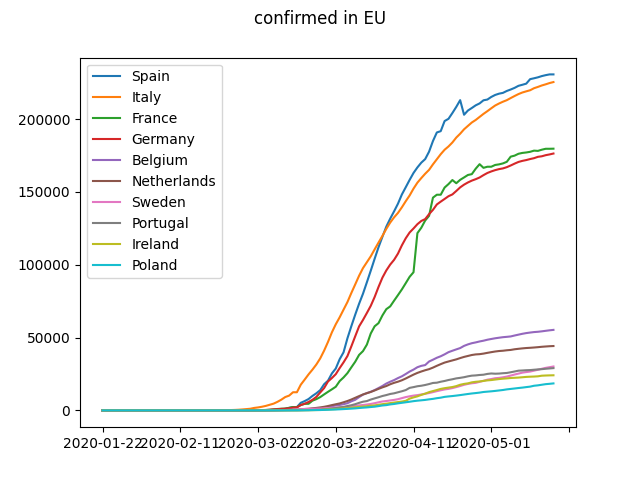 confirmed in EU
Spain
Italy
France
Germany
Belgium
Netherlands
Sweden
Portugal
Ireland
Poland
200000
150000
100000
50000
0
2020-01-22 2020-02-11 2020-03-02 2020-03-22 2020-04-11 2020-05-01